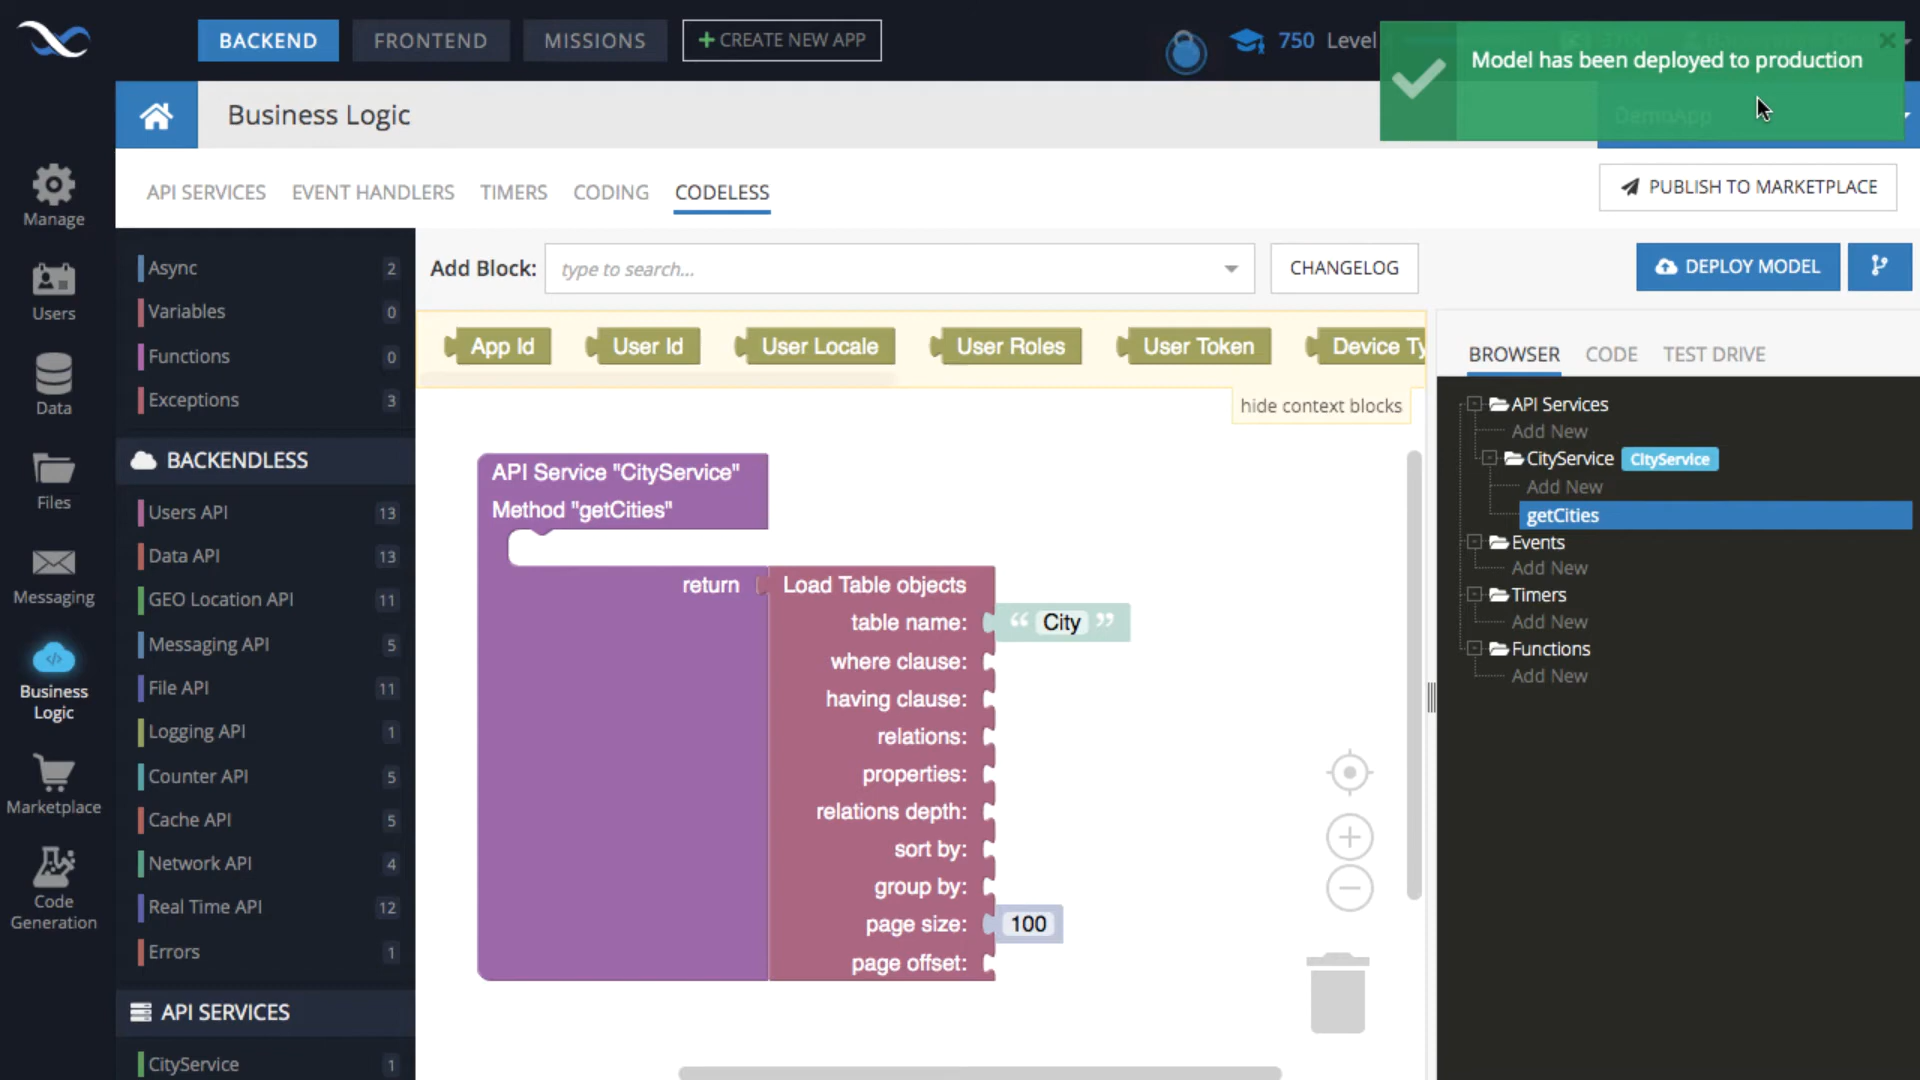 BACKEND
FRONTEND
MISSIONS
+ CREATE NEW APP
750 Level
Model has been deployed to production
Business Logic
DemoApp
API SERVICES
EVENT HANDLERS
TIMERS
CODING
CODELESS
PUBLISH TO MARKETPLACE
Manage
Users
Data
Files
Messaging
Business
Logic
Marketplace
Code
Generation
Async 2
Variables 0
Functions 0
Exceptions 3
BACKENDLESS
Users API 13
Data API 13
GEO Location API 11
Messaging API 5
File API 11
Logging API 1
Counter API 5
Cache API 5
Network API 4
Real Time API 12
Errors 1
API SERVICES
CityService 1
Add Block: type to search...
CHANGELOG
DEPLOY MODEL
App Id
User Id
User Locale
User Roles
User Token
Device Ty
hide context blocks
API Service "CityService"
Method "getCities"
return
Load Table objects
table name: “ City ”
where clause:
having clause:
relations:
properties:
relations depth:
sort by:
group by:
page size: 100
page offset:
BROWSER
CODE
TEST DRIVE
API Services
Add New
CityService CityService
Add New
getCities
Events
Add New
Timers
Add New
Functions
Add New